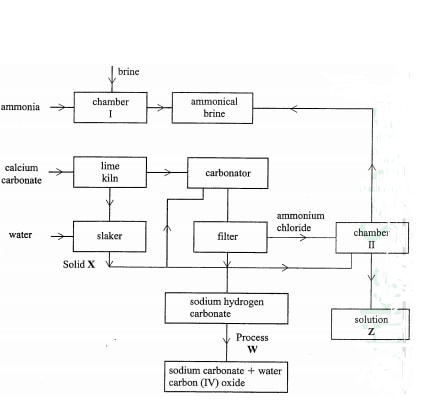 brine
ammonia
chamber
I
ammonical
brine
calcium
carbonate
lime
kiln
carbonator
water
slaker
filter
ammonium
chloride
chamber
II
Solid X
sodium hydrogen
carbonate
solution
Z
Process
W
sodium carbonate + water
carbon (IV) oxide